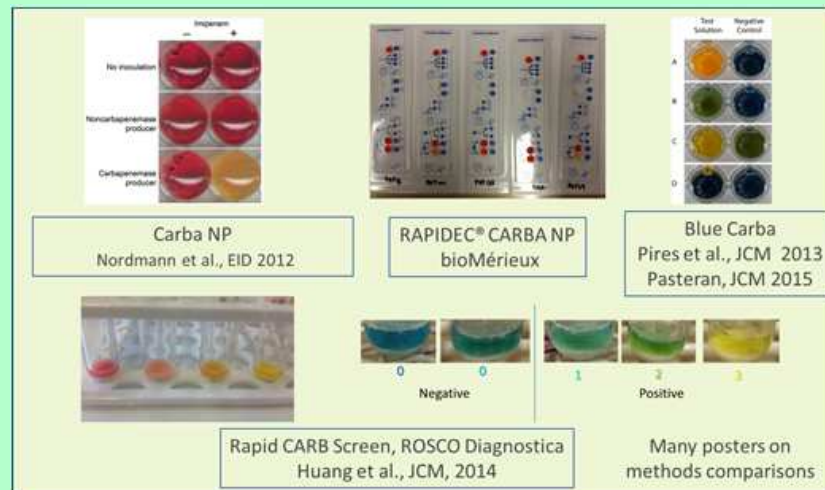 Imipenem
− +
No inoculation
Noncarbapenemase
producer
Carbapenemase
producer
Carba NP
Nordmann et al., EID 2012
RAPIDEC® CARBA NP
bioMérieux
Test
Solution
Negative
Control
A
B
C
D
Blue Carba
Pires et al., JCM 2013
Pasteran, JCM 2015
0 0 1 2 3
Negative Positive
Rapid CARB Screen, ROSCO Diagnostica
Huang et al., JCM, 2014
Many posters on
methods comparisons